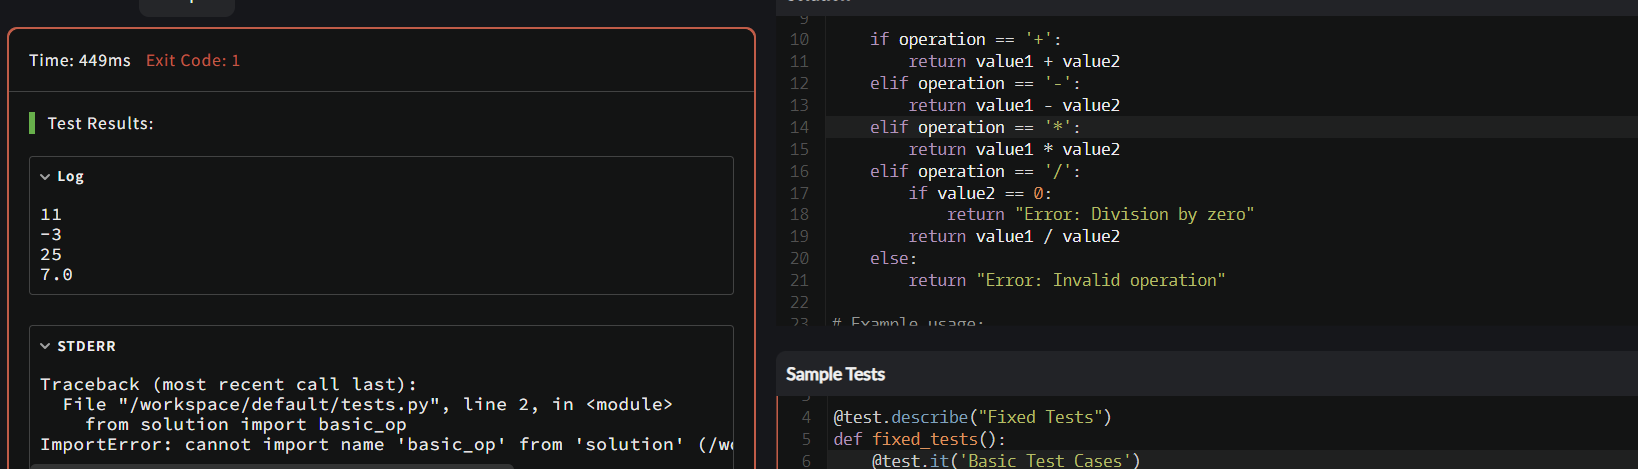 Time: 449ms Exit Code: 1
Test Results:
Log
11
-3
25
7.0
STDERR
Traceback (most recent call last):
  File "/workspace/default/tests.py", line 2, in <module>
    from solution import basic_op
ImportError: cannot import name 'basic_op' from 'solution'
9
10 if operation == '+':
11 return value1 + value2
12 elif operation == '-':
13 return value1 - value2
14 elif operation == '*':
15 return value1 * value2
16 elif operation == '/':
17 if value2 == 0:
18 return "Error: Division by zero"
19 return value1 / value2
20 else:
21 return "Error: Invalid operation"
22
23 # Example usage:
Sample Tests
4 @test.describe("Fixed Tests")
5 def fixed_tests():
6 @test.it('Basic Test Cases')